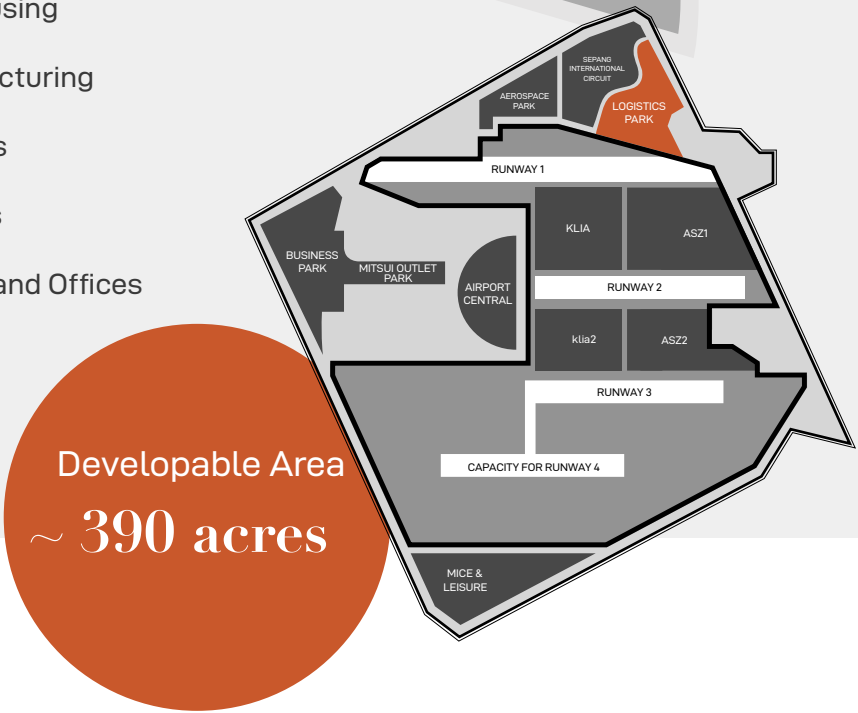 using
cturing
s
s
and Offices
Developable Area
~ 390 acres
SEPANG
INTERNATIONAL
CIRCUIT
AEROSPACE
PARK
LOGISTICS
PARK
RUNWAY 1
KLIA
ASZ1
BUSINESS
PARK
MITSUI OUTLET
PARK
AIRPORT
CENTRAL
RUNWAY 2
klia2
ASZ2
RUNWAY 3
CAPACITY FOR RUNWAY 4
MICE &
LEISURE